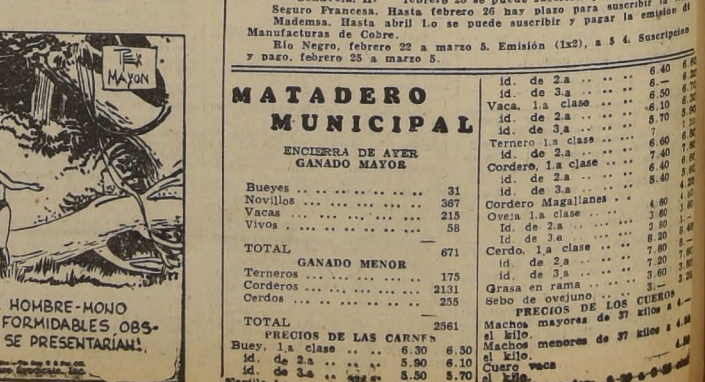 TEX
MAYON
HOMBRE-MONO
FORMIDABLES, OBS-
SE PRESENTARIAN!
Seguro Francesa. Hasta febrero 26 hay plazo para suscribir
Mademsa. Hasta abril 1.o se puede suscribir y pagar la emisión
Manufacturas de Cobre.
Río Negro, febrero 22 a marzo 5. Emisión (1x2), a $ 4. Suscripción
y pago, febrero 25 a marzo 5.
MATADERO
MUNICIPAL
ENCIERRA DE AYER
GANADO MAYOR
Bueyes .. .. .. .. .. .. .. 31
Novillos .. .. .. .. .. .. 367
Vacas .. .. .. .. .. .. .. 215
Vivos . .. .. .. .. .. .. 58
TOTAL 671
GANADO MENOR
Terneros .. .. .. .. .. .. 175
Corderos .. .. .. .. .. .. 2131
Cerdos .. .. .. .. .. .. 255
TOTAL 2561
PRECIOS DE LAS CARNES
Buey, 1.a clase .. .. 6.30 6.50
id. de 2.a .. .. .. 5.90 6.10
id. de 3.a .. .. .. 5.50 5.70
id. de 2.a .. .. .. 6.40
id. de 3.a .. .. .. 6.—
Vaca, 1.a clase .. .. 6.50
id. de 2.a .. .. .. 6.10
id. de 3.a .. .. .. 5.70
Ternero 1.a clase .. ..
id. de 2.a .. .. .. 6.60
Cordero, 1.a clase .. 7.40
id. de 2.a .. .. .. 6.40
id. de 3.a .. .. .. 5.40
Cordero Magallanes ..
Oveja 1.a clase .. .. 4.60
Id. de 2.a .. .. .. 3.60
Id. de 3.a .. .. .. 2.80
Cerdo, 1.a clase .. .. 8.20
id. de 2.a .. .. .. 7.80
id. de 3.a .. .. .. 7.20
Grasa en rama .. .. 3.60
Sebo de ovejuno .. .. 3.—
PRECIOS DE LOS CUEROS
Machos mayores de 37 kilos a
el kilo.
Machos menores de 37 kilos a
el kilo.
Cuero vaca
el kilo.